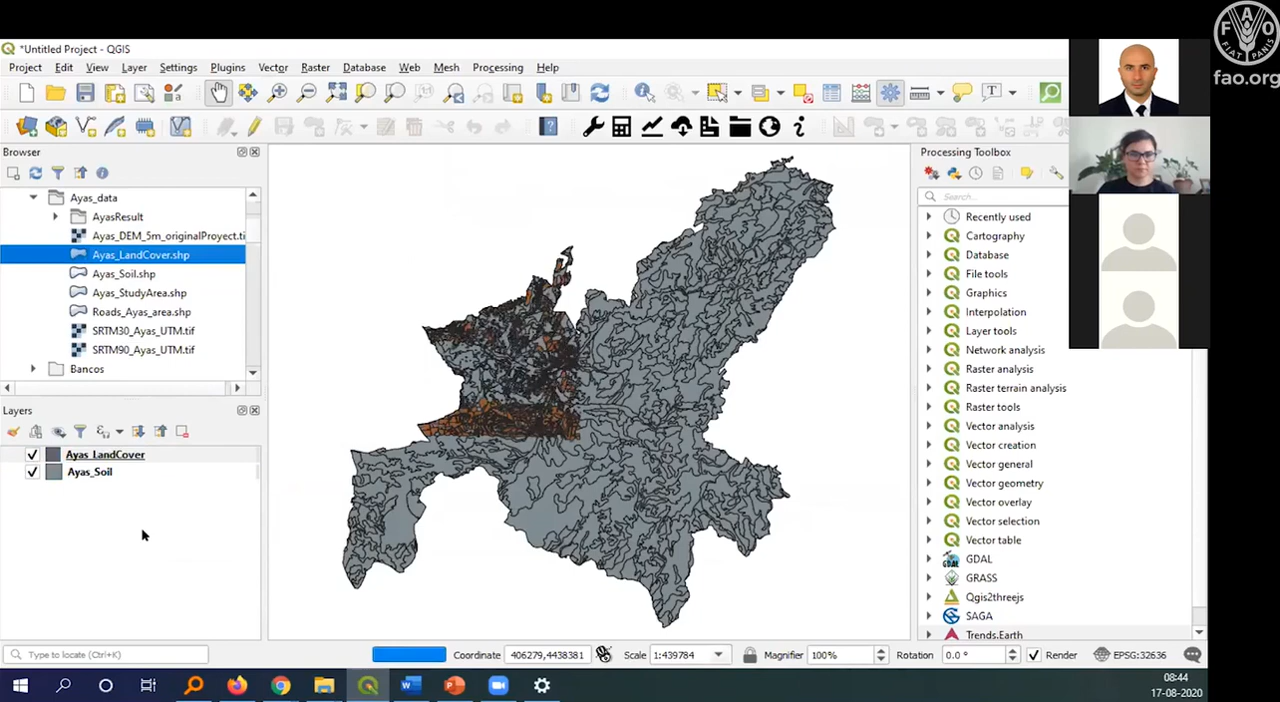 F A O
FIAT PANIS
fao.org
*Untitled Project - QGIS
Project Edit View Layer Settings Plugins Vector Raster Database Web Mesh Processing Help
Browser
Ayas_data
AyasResult
Ayas_DEM_5m_originalProyect.ti
Ayas_LandCover.shp
Ayas_Soil.shp
Ayas_StudyArea.shp
Roads_Ayas_area.shp
SRTM30_Ayas_UTM.tif
SRTM90_Ayas_UTM.tif
Bancos
Layers
Ayas_LandCover
Ayas_Soil
Processing Toolbox
Search...
Recently used
Cartography
Database
File tools
Graphics
Interpolation
Layer tools
Network analysis
Raster analysis
Raster terrain analysis
Raster tools
Vector analysis
Vector creation
Vector general
Vector geometry
Vector overlay
Vector selection
Vector table
GDAL
GDAL
GRASS
Qgis2threejs
SAGA
Trends.Earth
Type to locate (Ctrl+K)
Coordinate 406279,4438381 Scale 1:439784 Magnifier 100% Rotation 0.0 ° Render EPSG:32636
08:44
17-08-2020